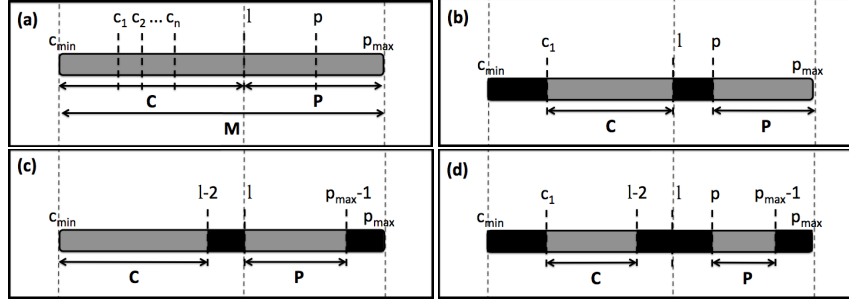 (a)
c1 c2 ... cn l p
cmin pmax
C P
M
(b)
c1 l p
cmin pmax
C P
(c)
l-2 l pmax-1
cmin pmax
C P
(d)
c1 l-2 l p pmax-1
cmin pmax
C P